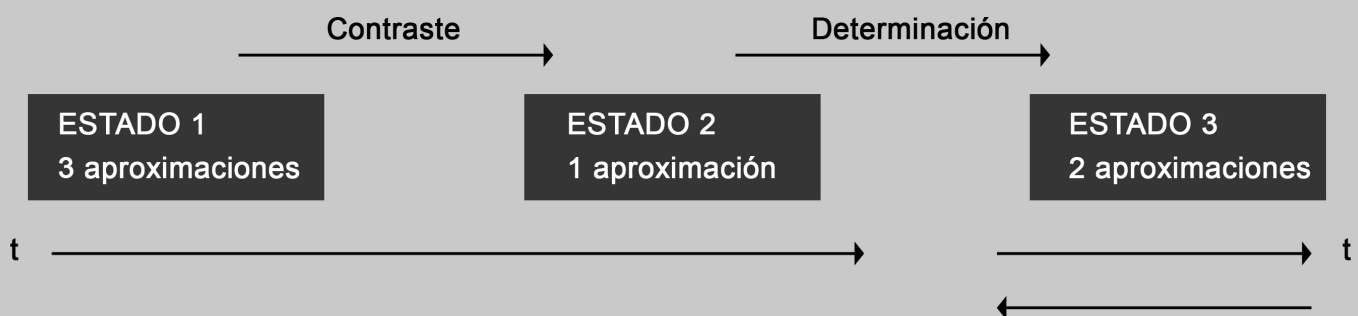 Contraste
Determinación
ESTADO 1
3 aproximaciones
ESTADO 2
1 aproximación
ESTADO 3
2 aproximaciones
t
t